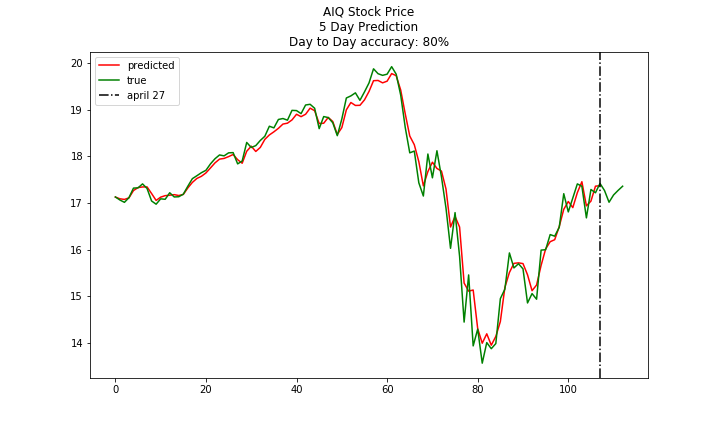 AIQ Stock Price
5 Day Prediction
Day to Day accuracy: 80%
predicted
true
april 27
20
19
18
17
16
15
14
0 20 40 60 80 100